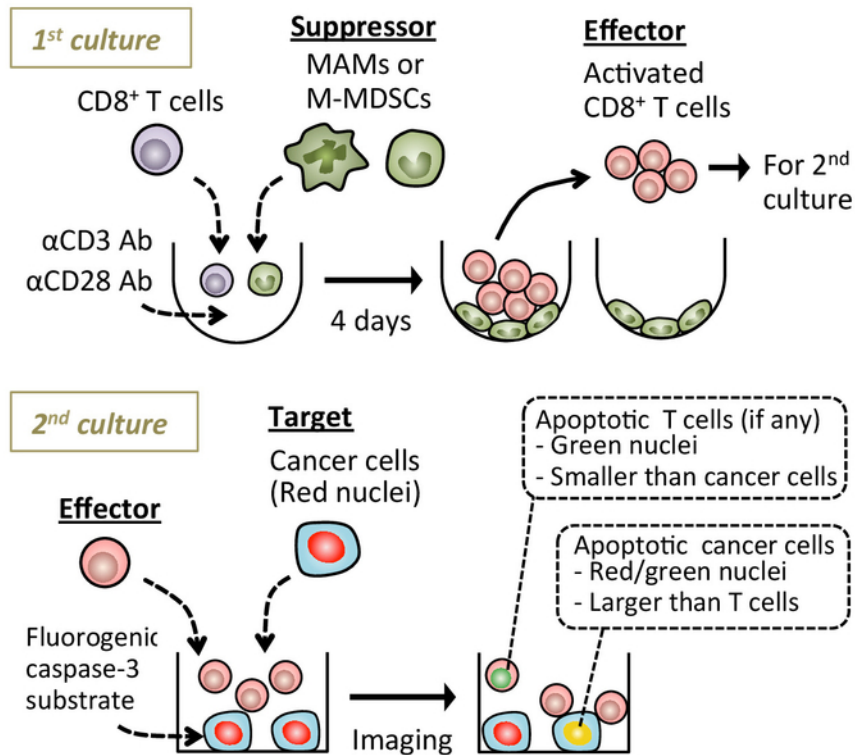 1st culture
Suppressor
MAMs or
M-MDSCs
Effector
Activated
CD8+ T cells
CD8+ T cells
For 2nd
culture
αCD3 Ab
αCD28 Ab
4 days
2nd culture
Target
Cancer cells
(Red nuclei)
Effector
Fluorogenic
caspase-3
substrate
Imaging
Apoptotic T cells (if any)
- Green nuclei
- Smaller than cancer cells
Apoptotic cancer cells
- Red/green nuclei
- Larger than T cells